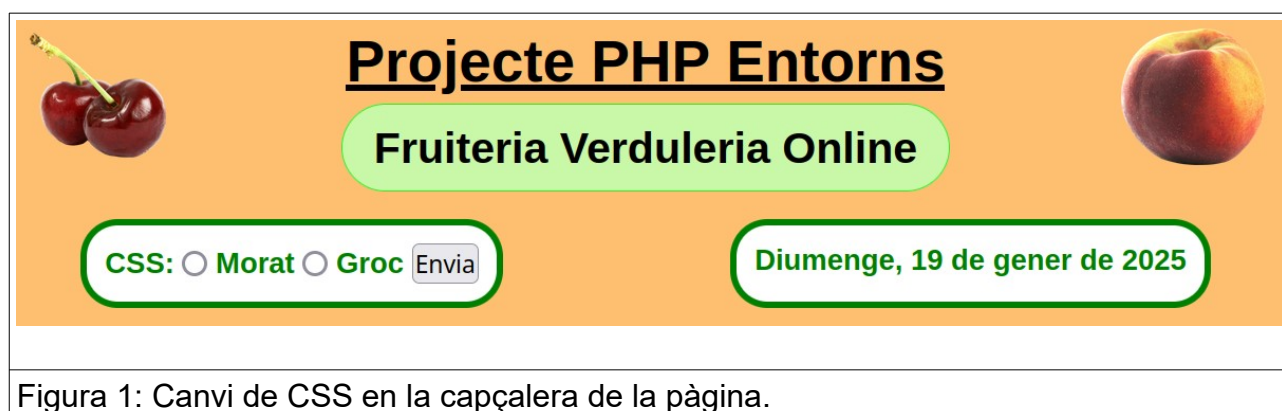 Projecte PHP Entorns
Fruiteria Verduleria Online
CSS: Morat Groc Envia
Diumenge, 19 de gener de 2025
Figura 1: Canvi de CSS en la capçalera de la pàgina.